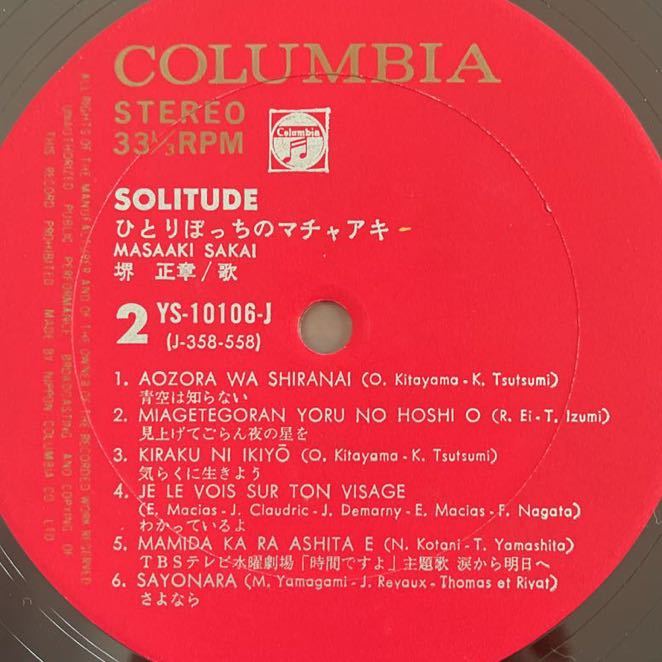 COLUMBIA
STEREO
33 1/3 RPM
Columbia
SOLITUDE
ひとりぼっちのマチャアキ
MASAAKI SAKAI
堺 正章/歌
2 YS-10106-J
(J-358-558)
1. AOZORA WA SHIRANAI (O. Kitayama - K. Tsutsumi)
青空は知らない
2. MIAGETEGORAN YORU NO HOSHI O (R. Ei - T. Izumi)
見上げてごらん夜の星を
3. KIRAKU NI IKIYŌ (O. Kitayama - K. Tsutsumi)
気らくに生きよう
4. JE LE VOIS SUR TON VISAGE
(E. Macias - J. Claudric - J. Demarny - E. Macias - F. Nagata)
わかっているよ
5. MAMIDA KA RA ASHITA E (N. Kotani - T. Yamashita)
TBSテレビ水曜劇場「時間ですよ」主題歌 涙から明日へ
6. SAYONARA (M. Yamagami - J. Revaux - Thomas et Rivat)
さよなら
ALL RIGHTS OF THE MANUFACTURER AND OF THE OWNER OF THE RECORDED WORK RESERVED
UNAUTHORIZED PUBLIC PERFORMANCE BROADCASTING AND COPYING OF
THIS RECORD PROHIBITED MADE BY NIPPON COLUMBIA CO. LTD.